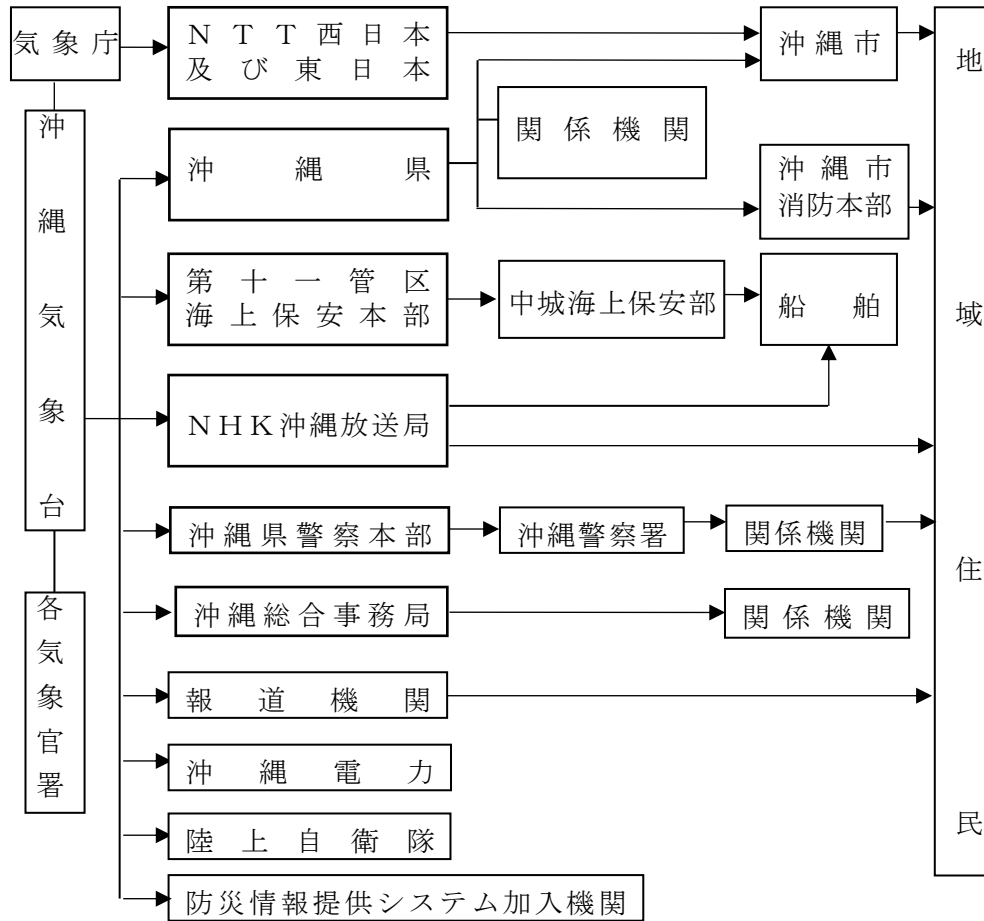 気象庁
NTT西日本
及び東日本
沖縄市
地域住民
沖縄気象台
関係機関
沖縄県
沖縄市
消防本部
第十一管区
海上保安本部
中城海上保安部
船舶
NHK沖縄放送局
沖縄県警察本部
沖縄警察署
関係機関
各気象官署
沖縄総合事務局
関係機関
報道機関
沖縄電力
陸上自衛隊
防災情報提供システム加入機関